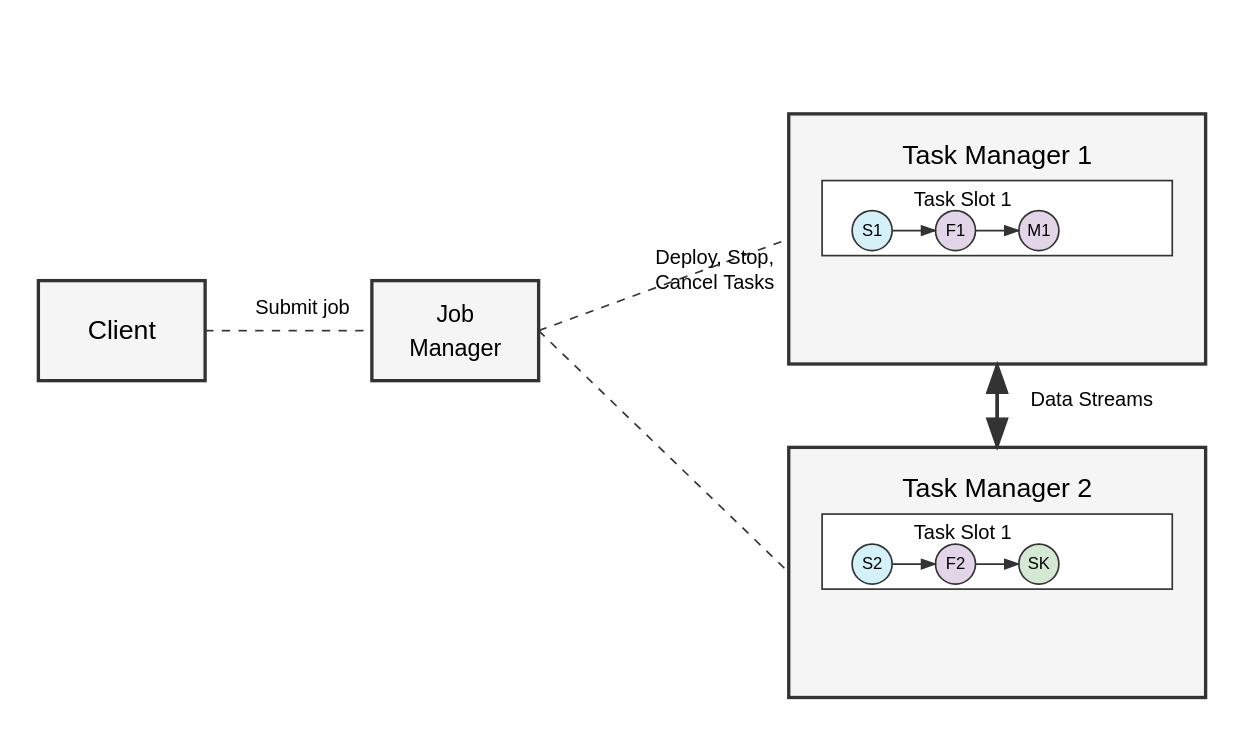 Client
Submit job
Job
Manager
Deploy, Stop,
Cancel Tasks
Task Manager 1
Task Slot 1
S1
F1
M1
Data Streams
Task Manager 2
Task Slot 1
S2
F2
SK